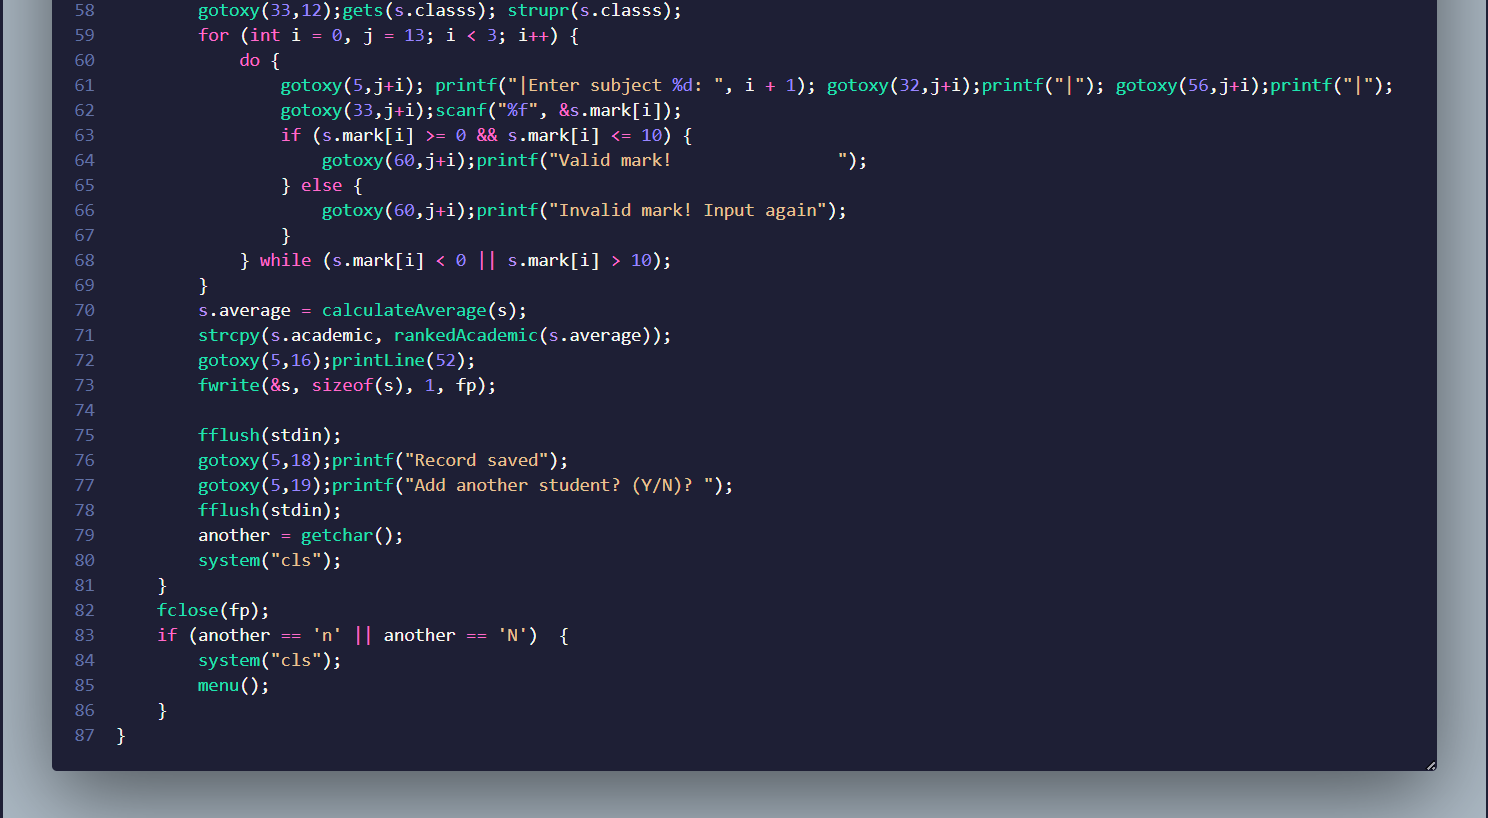 58 gotoxy(33,12);gets(s.classs); strupr(s.classs);
59 for (int i = 0, j = 13; i < 3; i++) {
60 do {
61 gotoxy(5,j+i); printf("|Enter subject %d: ", i + 1); gotoxy(32,j+i);printf("|"); gotoxy(56,j+i);printf("|");
62 gotoxy(33,j+i);scanf("%f", &s.mark[i]);
63 if (s.mark[i] >= 0 && s.mark[i] <= 10) {
64 gotoxy(60,j+i);printf("Valid mark!                ");
65 } else {
66 gotoxy(60,j+i);printf("Invalid mark! Input again");
67 }
68 } while (s.mark[i] < 0 || s.mark[i] > 10);
69 }
70 s.average = calculateAverage(s);
71 strcpy(s.academic, rankedAcademic(s.average));
72 gotoxy(5,16);printLine(52);
73 fwrite(&s, sizeof(s), 1, fp);
74
75 fflush(stdin);
76 gotoxy(5,18);printf("Record saved");
77 gotoxy(5,19);printf("Add another student? (Y/N)? ");
78 fflush(stdin);
79 another = getchar();
80 system("cls");
81 }
82 fclose(fp);
83 if (another == 'n' || another == 'N')  {
84 system("cls");
85 menu();
86 }
87 }